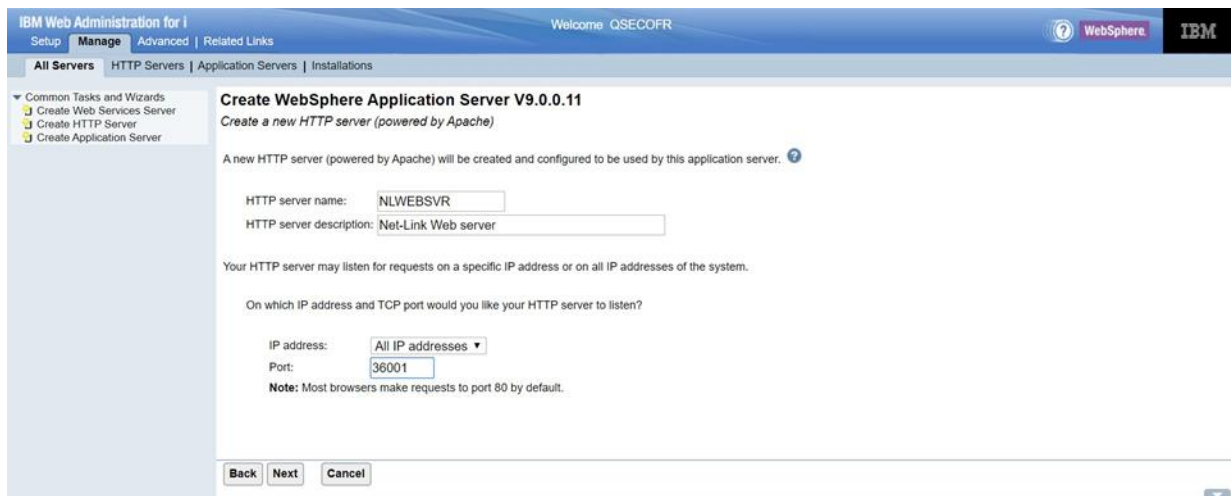 IBM Web Administration for i
Welcome QSECOFR
? WebSphere. IBM
Setup Manage Advanced | Related Links
All Servers HTTP Servers | Application Servers | Installations
Common Tasks and Wizards
Create Web Services Server
Create HTTP Server
Create Application Server
Create WebSphere Application Server V9.0.0.11
Create a new HTTP server (powered by Apache)
A new HTTP server (powered by Apache) will be created and configured to be used by this application server. ?
HTTP server name: NLWEBSVR
HTTP server description: Net-Link Web server
Your HTTP server may listen for requests on a specific IP address or on all IP addresses of the system.
On which IP address and TCP port would you like your HTTP server to listen?
IP address: All IP addresses
Port: 36001
Note: Most browsers make requests to port 80 by default.
Back Next Cancel